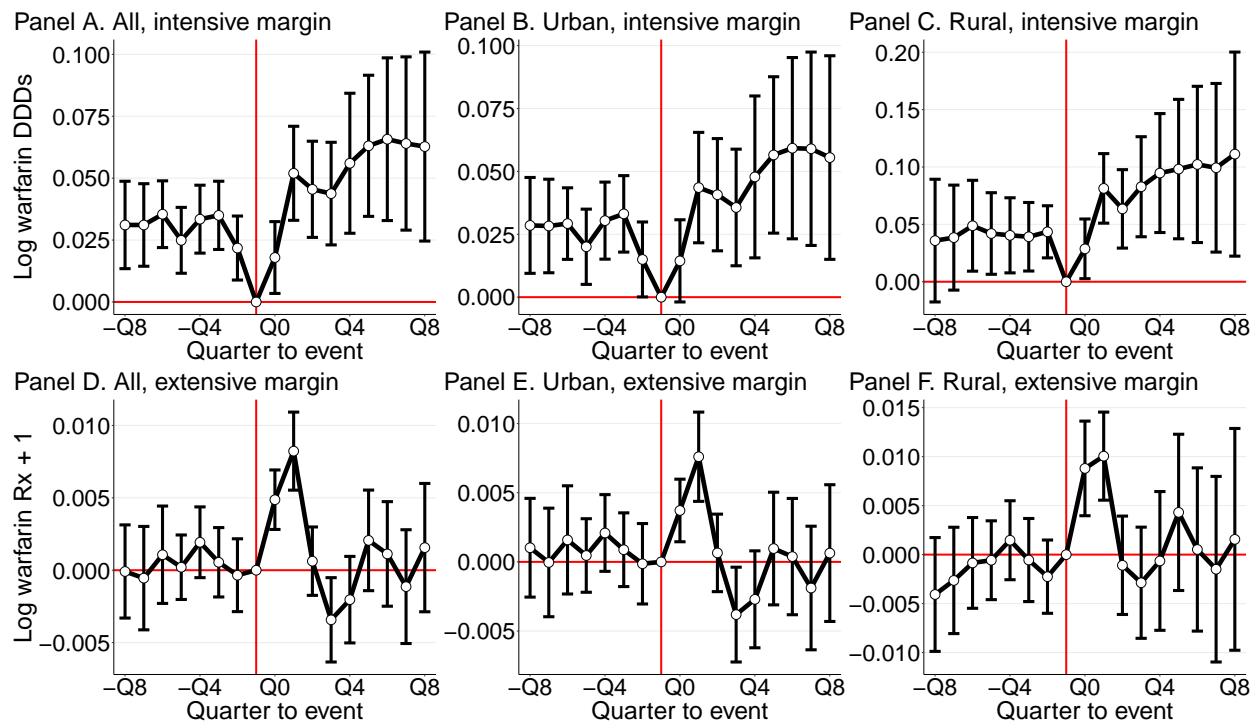 Panel A. All, intensive margin
Log warfarin DDDs
0.100
0.075
0.050
0.025
0.000
−Q8 −Q4 Q0 Q4 Q8
Quarter to event
Panel B. Urban, intensive margin
0.100
0.075
0.050
0.025
0.000
−Q8 −Q4 Q0 Q4 Q8
Quarter to event
Panel C. Rural, intensive margin
0.20
0.15
0.10
0.05
0.00
−Q8 −Q4 Q0 Q4 Q8
Quarter to event
Panel D. All, extensive margin
Log warfarin Rx + 1
0.010
0.005
0.000
−0.005
−Q8 −Q4 Q0 Q4 Q8
Quarter to event
Panel E. Urban, extensive margin
0.010
0.005
0.000
−0.005
−Q8 −Q4 Q0 Q4 Q8
Quarter to event
Panel F. Rural, extensive margin
0.015
0.010
0.005
0.000
−0.005
−0.010
−Q8 −Q4 Q0 Q4 Q8
Quarter to event